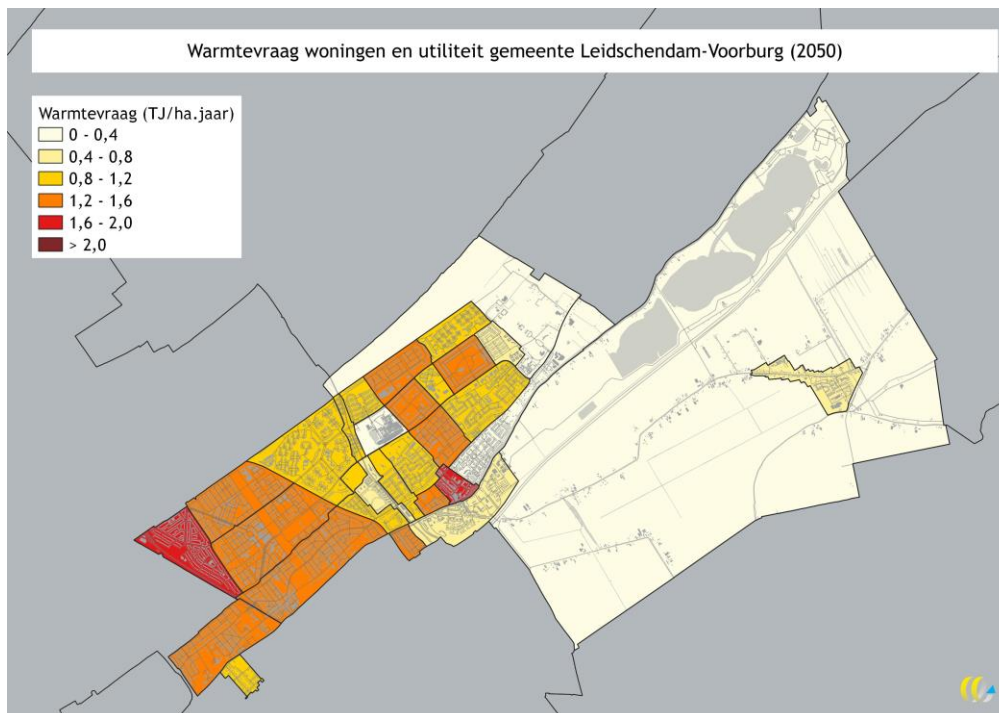 Warmtevraag woningen en utiliteit gemeente Leidschendam-Voorburg (2050)
Warmtevraag (TJ/ha.jaar)
0 - 0,4
0,4 - 0,8
0,8 - 1,2
1,2 - 1,6
1,6 - 2,0
> 2,0